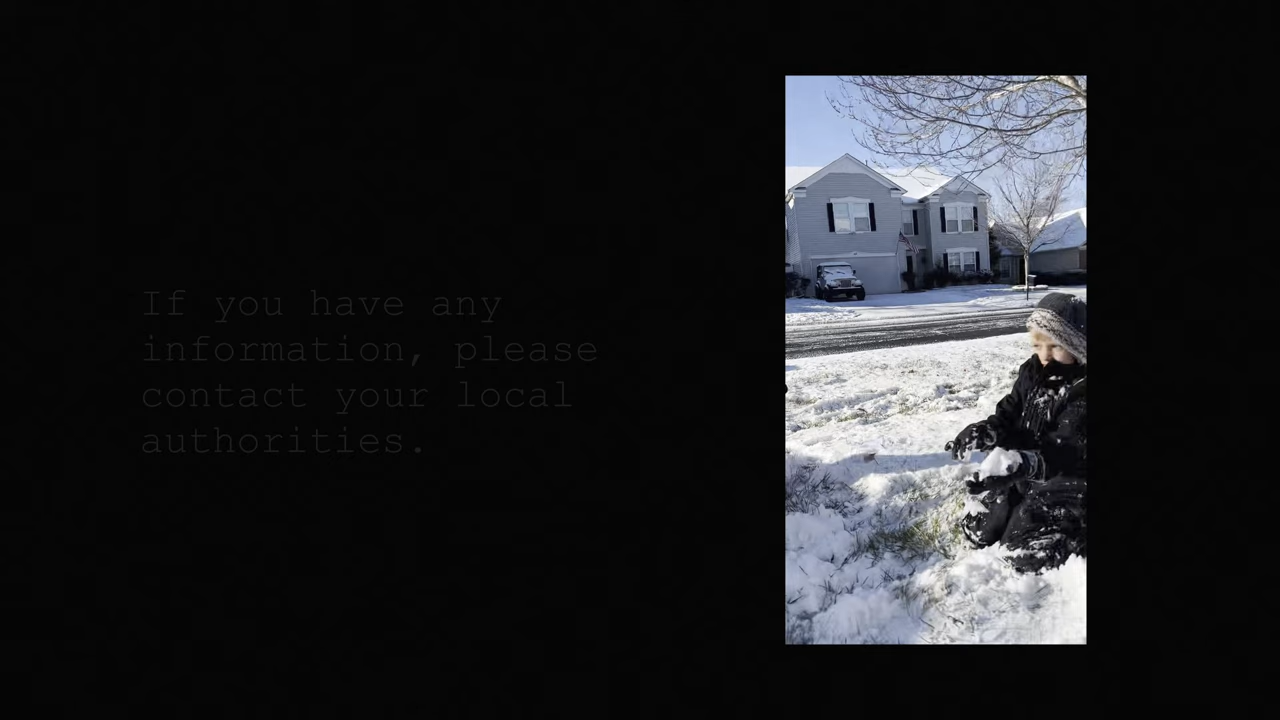 If you have any
information, please
contact your local
authorities.